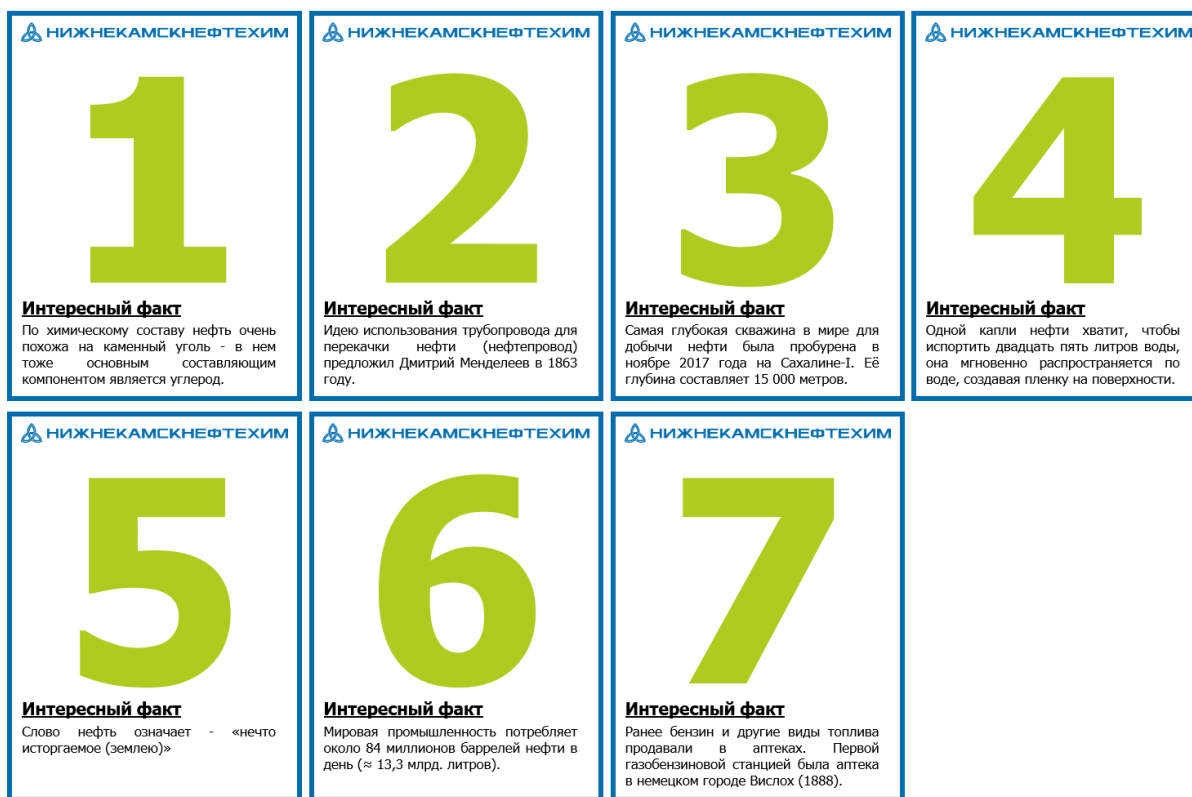 НИЖНЕКАМСКНЕФТЕХИМ
1
Интересный факт
По химическому составу нефть очень
похожа на каменный уголь - в нем
тоже основным составляющим
компонентом является углерод.
НИЖНЕКАМСКНЕФТЕХИМ
2
Интересный факт
Идею использования трубопровода для
перекачки нефти (нефтепровод)
предложил Дмитрий Менделеев в 1863
году.
НИЖНЕКАМСКНЕФТЕХИМ
3
Интересный факт
Самая глубокая скважина в мире для
добычи нефти была пробурена в
ноябре 2017 года на Сахалине-I. Её
глубина составляет 15 000 метров.
НИЖНЕКАМСКНЕФТЕХИМ
4
Интересный факт
Одной капли нефти хватит, чтобы
испортить двадцать пять литров воды,
она мгновенно распространяется по
воде, создавая пленку на поверхности.
НИЖНЕКАМСКНЕФТЕХИМ
5
Интересный факт
Слово нефть означает - «нечто
исторгаемое (землею)»
НИЖНЕКАМСКНЕФТЕХИМ
6
Интересный факт
Мировая промышленность потребляет
около 84 миллионов баррелей нефти в
день (≈ 13,3 млрд. литров).
НИЖНЕКАМСКНЕФТЕХИМ
7
Интересный факт
Ранее бензин и другие виды топлива
продавали в аптеках. Первой
газобензиновой станцией была аптека
в немецком городе Вислох (1888).